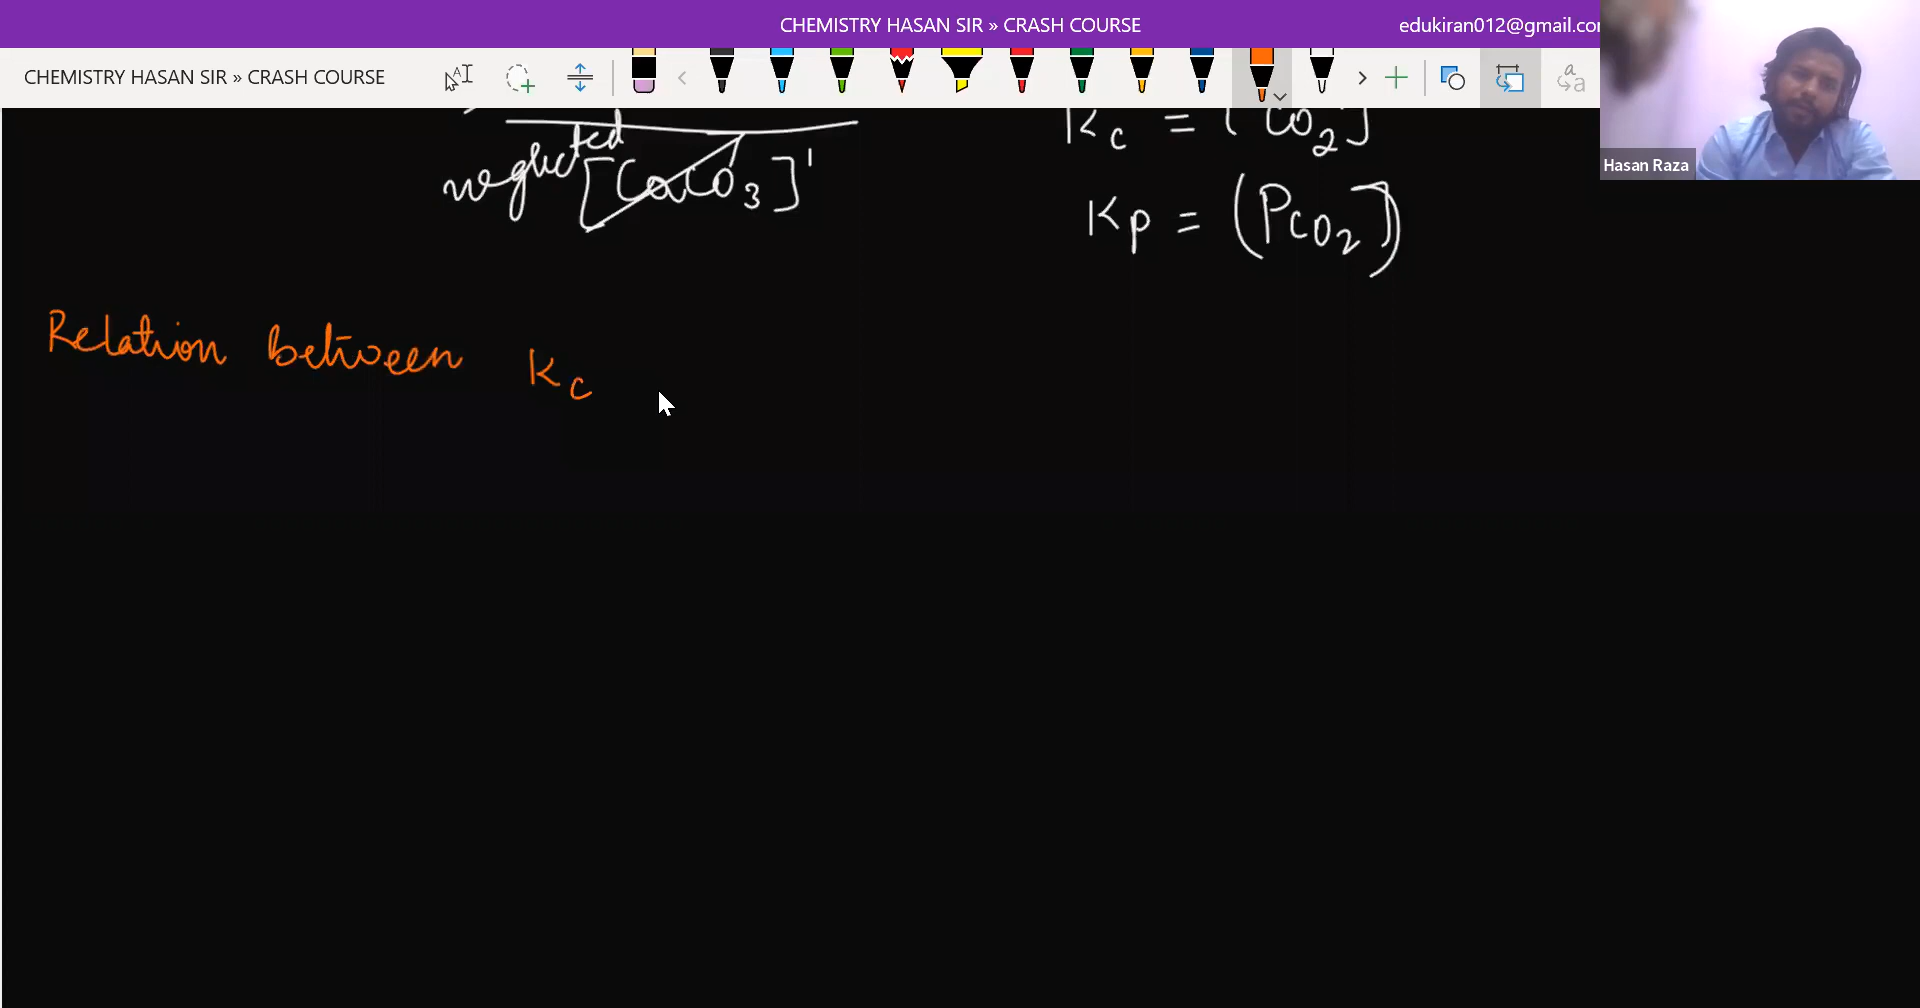 CHEMISTRY HASAN SIR » CRASH COURSE
edukiran012@gmail.co
CHEMISTRY HASAN SIR » CRASH COURSE
Hasan Raza
neglected [CaCO₃]'
Kc = [CO₂]
Kp = (PCO₂)
Relation between Kc